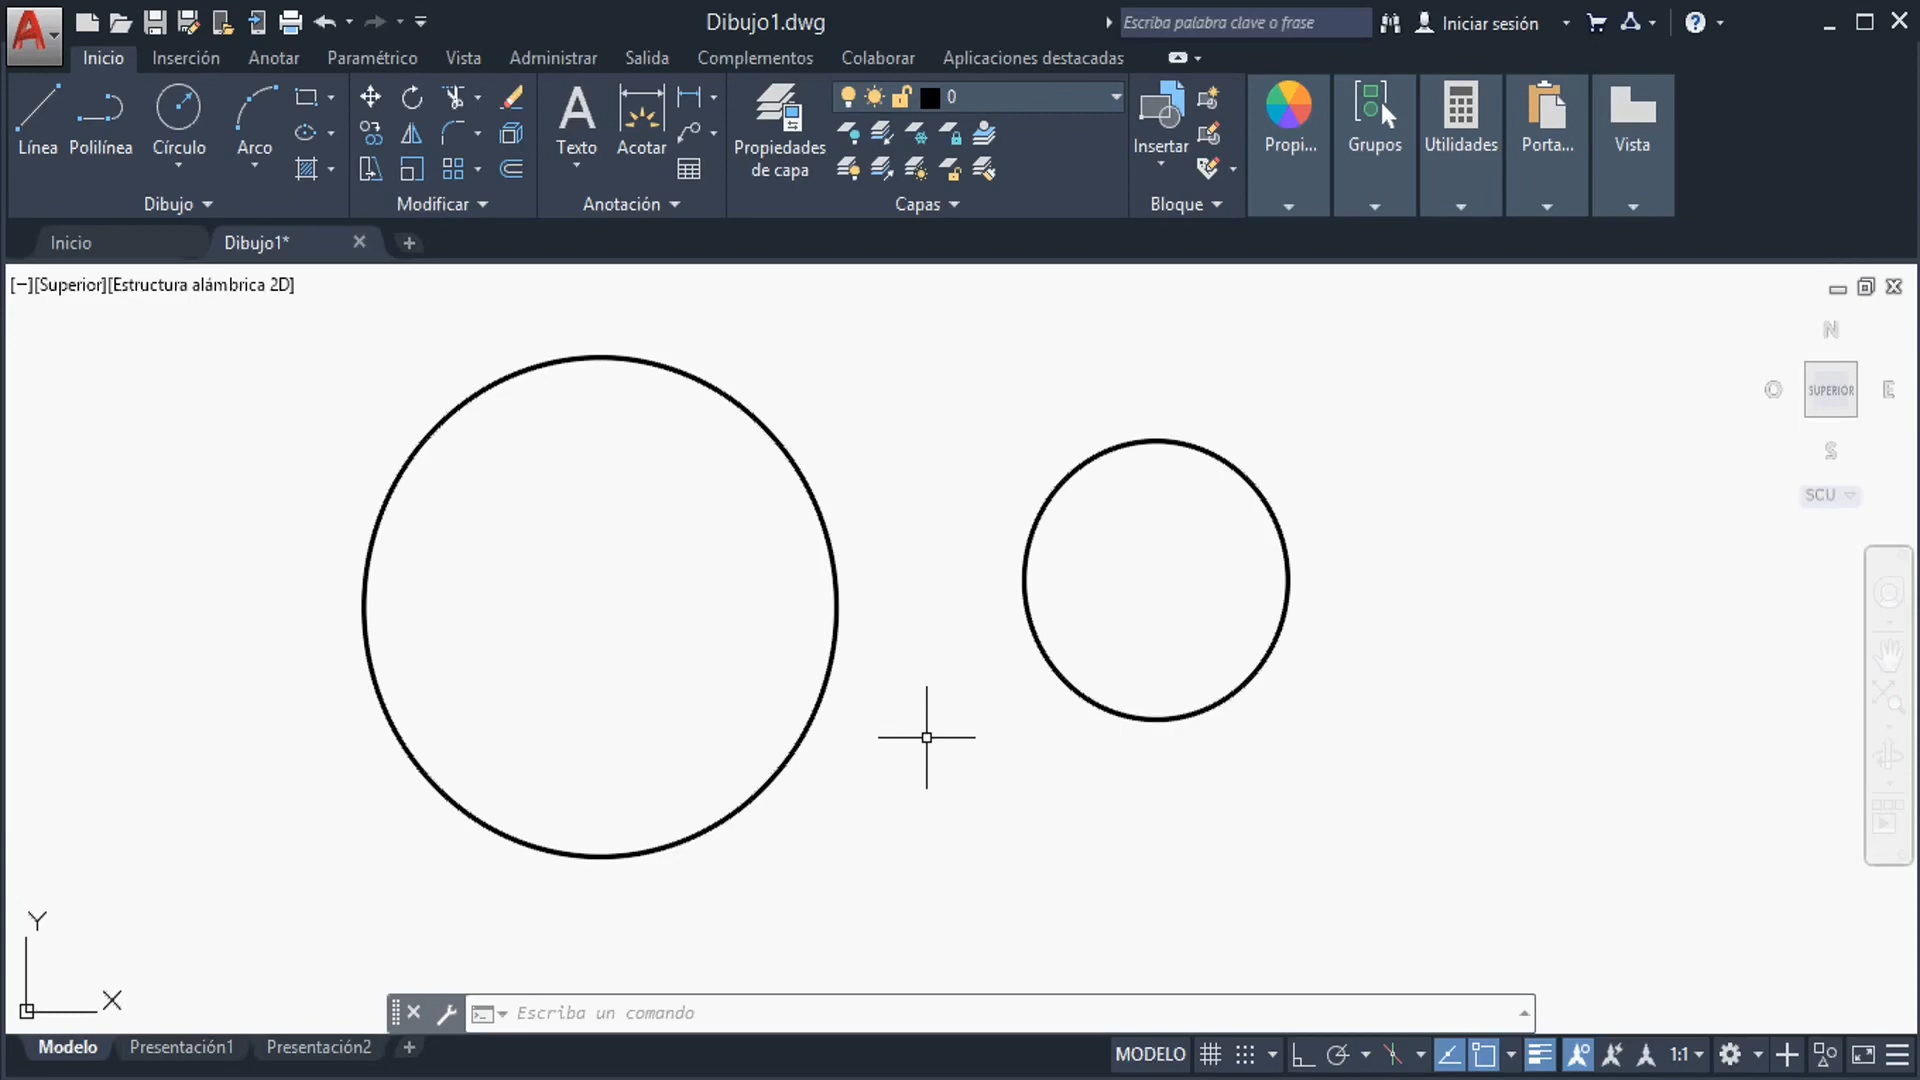 Dibujo1.dwg
Escriba palabra clave o frase
Iniciar sesión
Inicio Inserción Anotar Paramétrico Vista Administrar Salida Complementos Colaborar Aplicaciones destacadas
Línea Polilínea Círculo Arco
Texto Acotar
Propiedades de capa
0
Insertar
Propi... Grupos Utilidades Porta... Vista
Dibujo Modificar Anotación Capas Bloque
Inicio Dibujo1*
[−][Superior][Estructura alámbrica 2D]
N
O SUPERIOR E
S
SCU
Y
X
Escriba un comando
Modelo Presentación1 Presentación2
MODELO 1:1